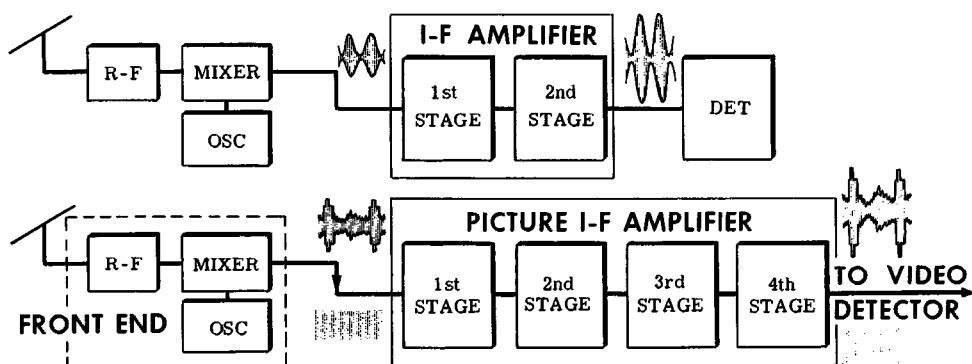 I-F AMPLIFIER
R-F
MIXER
OSC
1st
STAGE
2nd
STAGE
DET
PICTURE I-F AMPLIFIER
R-F
MIXER
OSC
FRONT END
1st
STAGE
2nd
STAGE
3rd
STAGE
4th
STAGE
TO VIDEO
DETECTOR